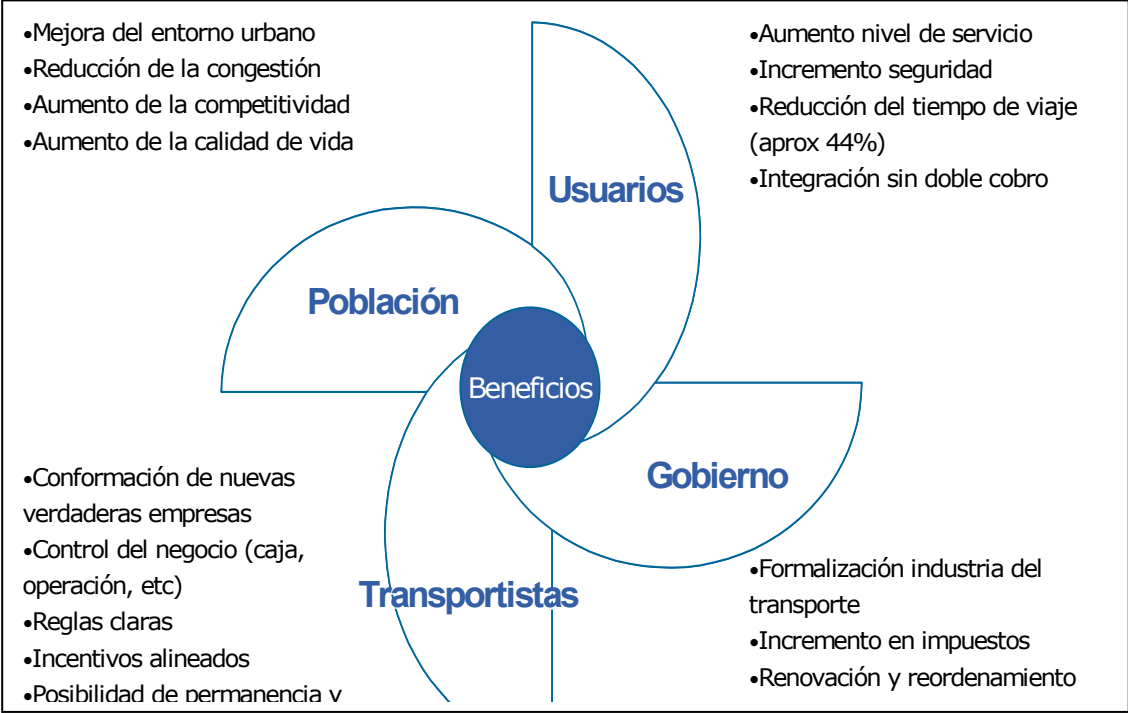 •Mejora del entorno urbano
•Reducción de la congestión
•Aumento de la competitividad
•Aumento de la calidad de vida
•Aumento nivel de servicio
•Incremento seguridad
•Reducción del tiempo de viaje
(aprox 44%)
•Integración sin doble cobro
Usuarios
Población
Beneficios
Gobierno
Transportistas
•Conformación de nuevas
verdaderas empresas
•Control del negocio (caja,
operación, etc)
•Reglas claras
•Incentivos alineados
•Posibilidad de permanencia y
•Formalización industria del
transporte
•Incremento en impuestos
•Renovación y reordenamiento